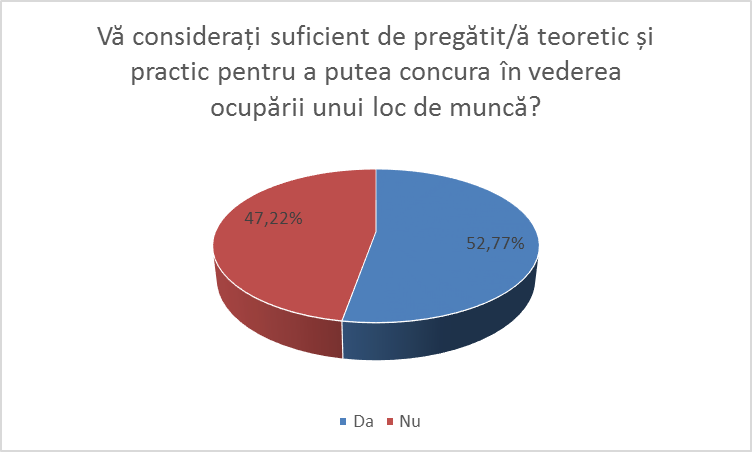 Vă considerați suficient de pregătit/ă teoretic și
practic pentru a putea concura în vederea
ocupării unui loc de muncă?
47,22%
52,77%
Da Nu